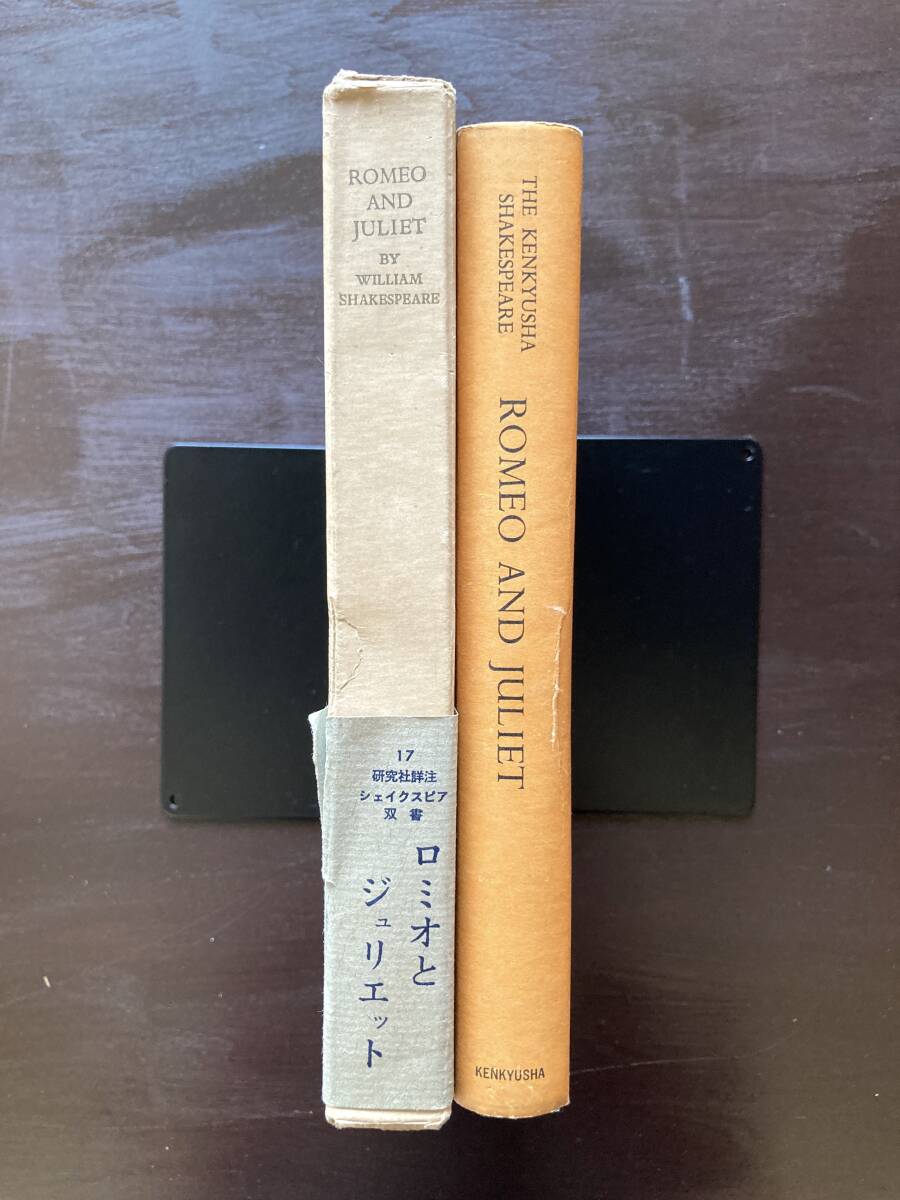 ROMEO
AND
JULIET
BY
WILLIAM
SHAKESPEARE
17
研究社詳注
シェイクスピア
双書
ロミオと
ジュリエット
THE KENKYUSHA
SHAKESPEARE
ROMEO AND JULIET
KENKYUSHA